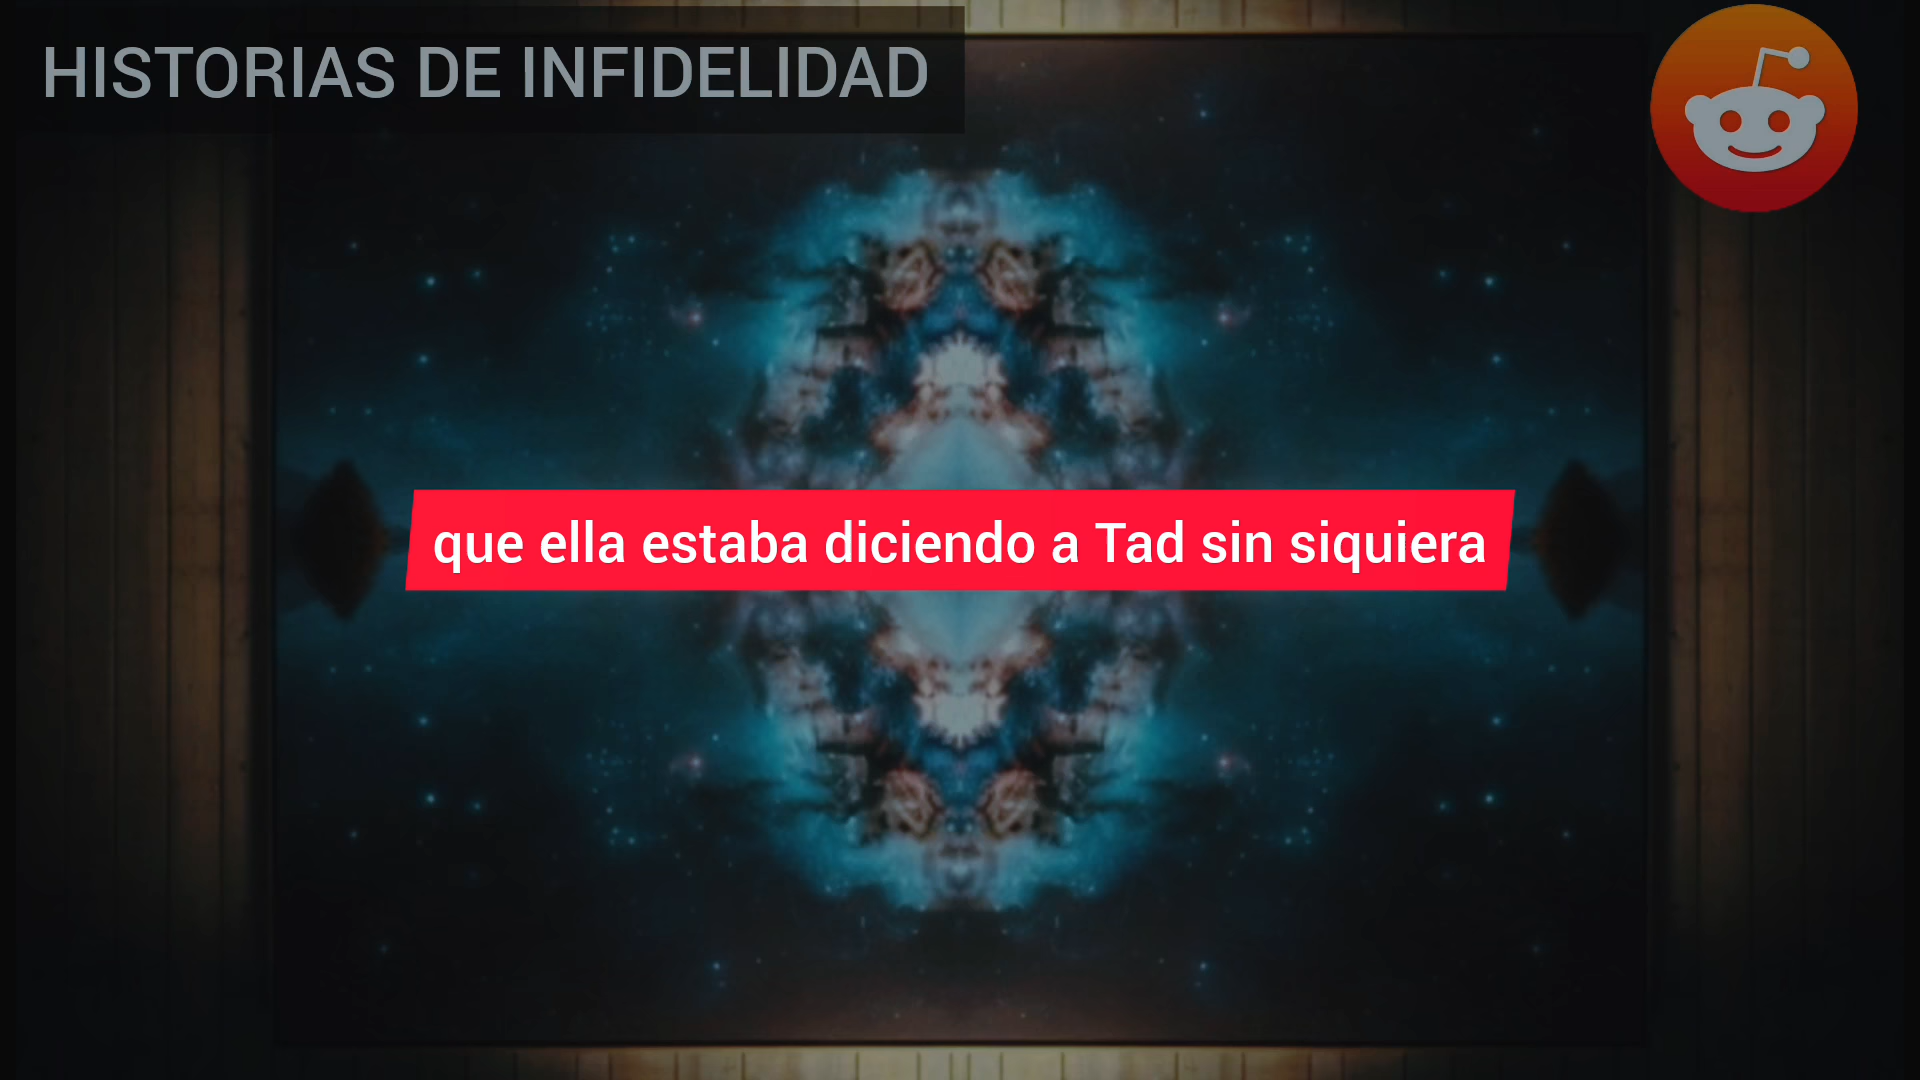 HISTORIAS DE INFIDELIDAD
que ella estaba diciendo a Tad sin siquiera